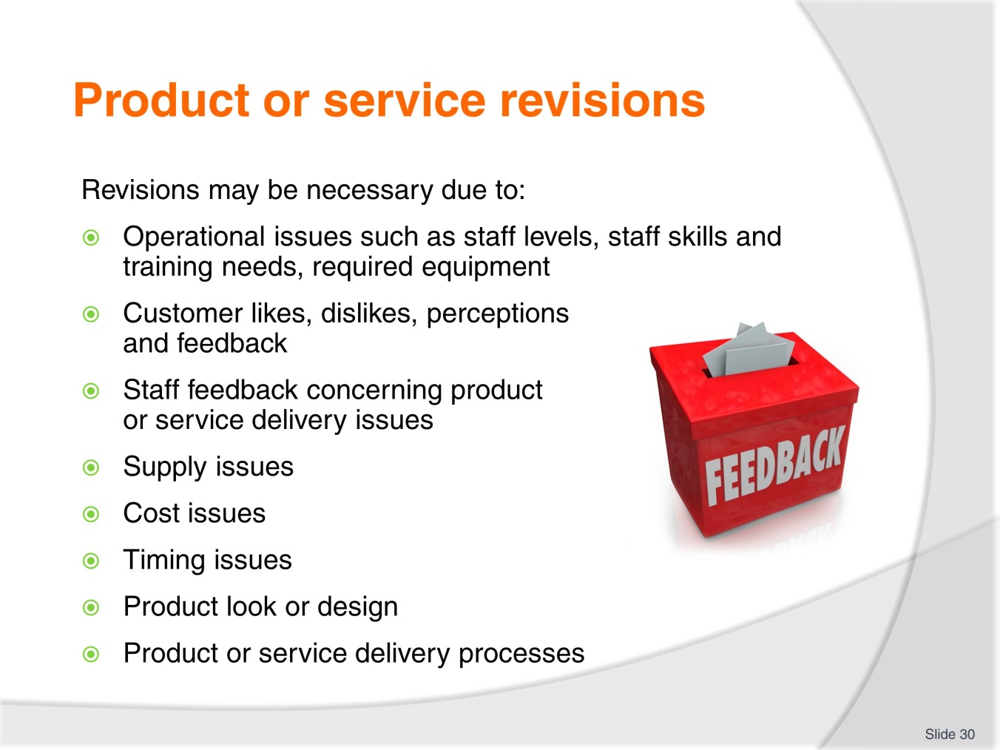 Product or service revisions
Revisions may be necessary due to:
Operational issues such as staff levels, staff skills and
training needs, required equipment
Customer likes, dislikes, perceptions
and feedback
Staff feedback concerning product
or service delivery issues
Supply issues
Cost issues
Timing issues
Product look or design
Product or service delivery processes
FEEDBACK
Slide 30